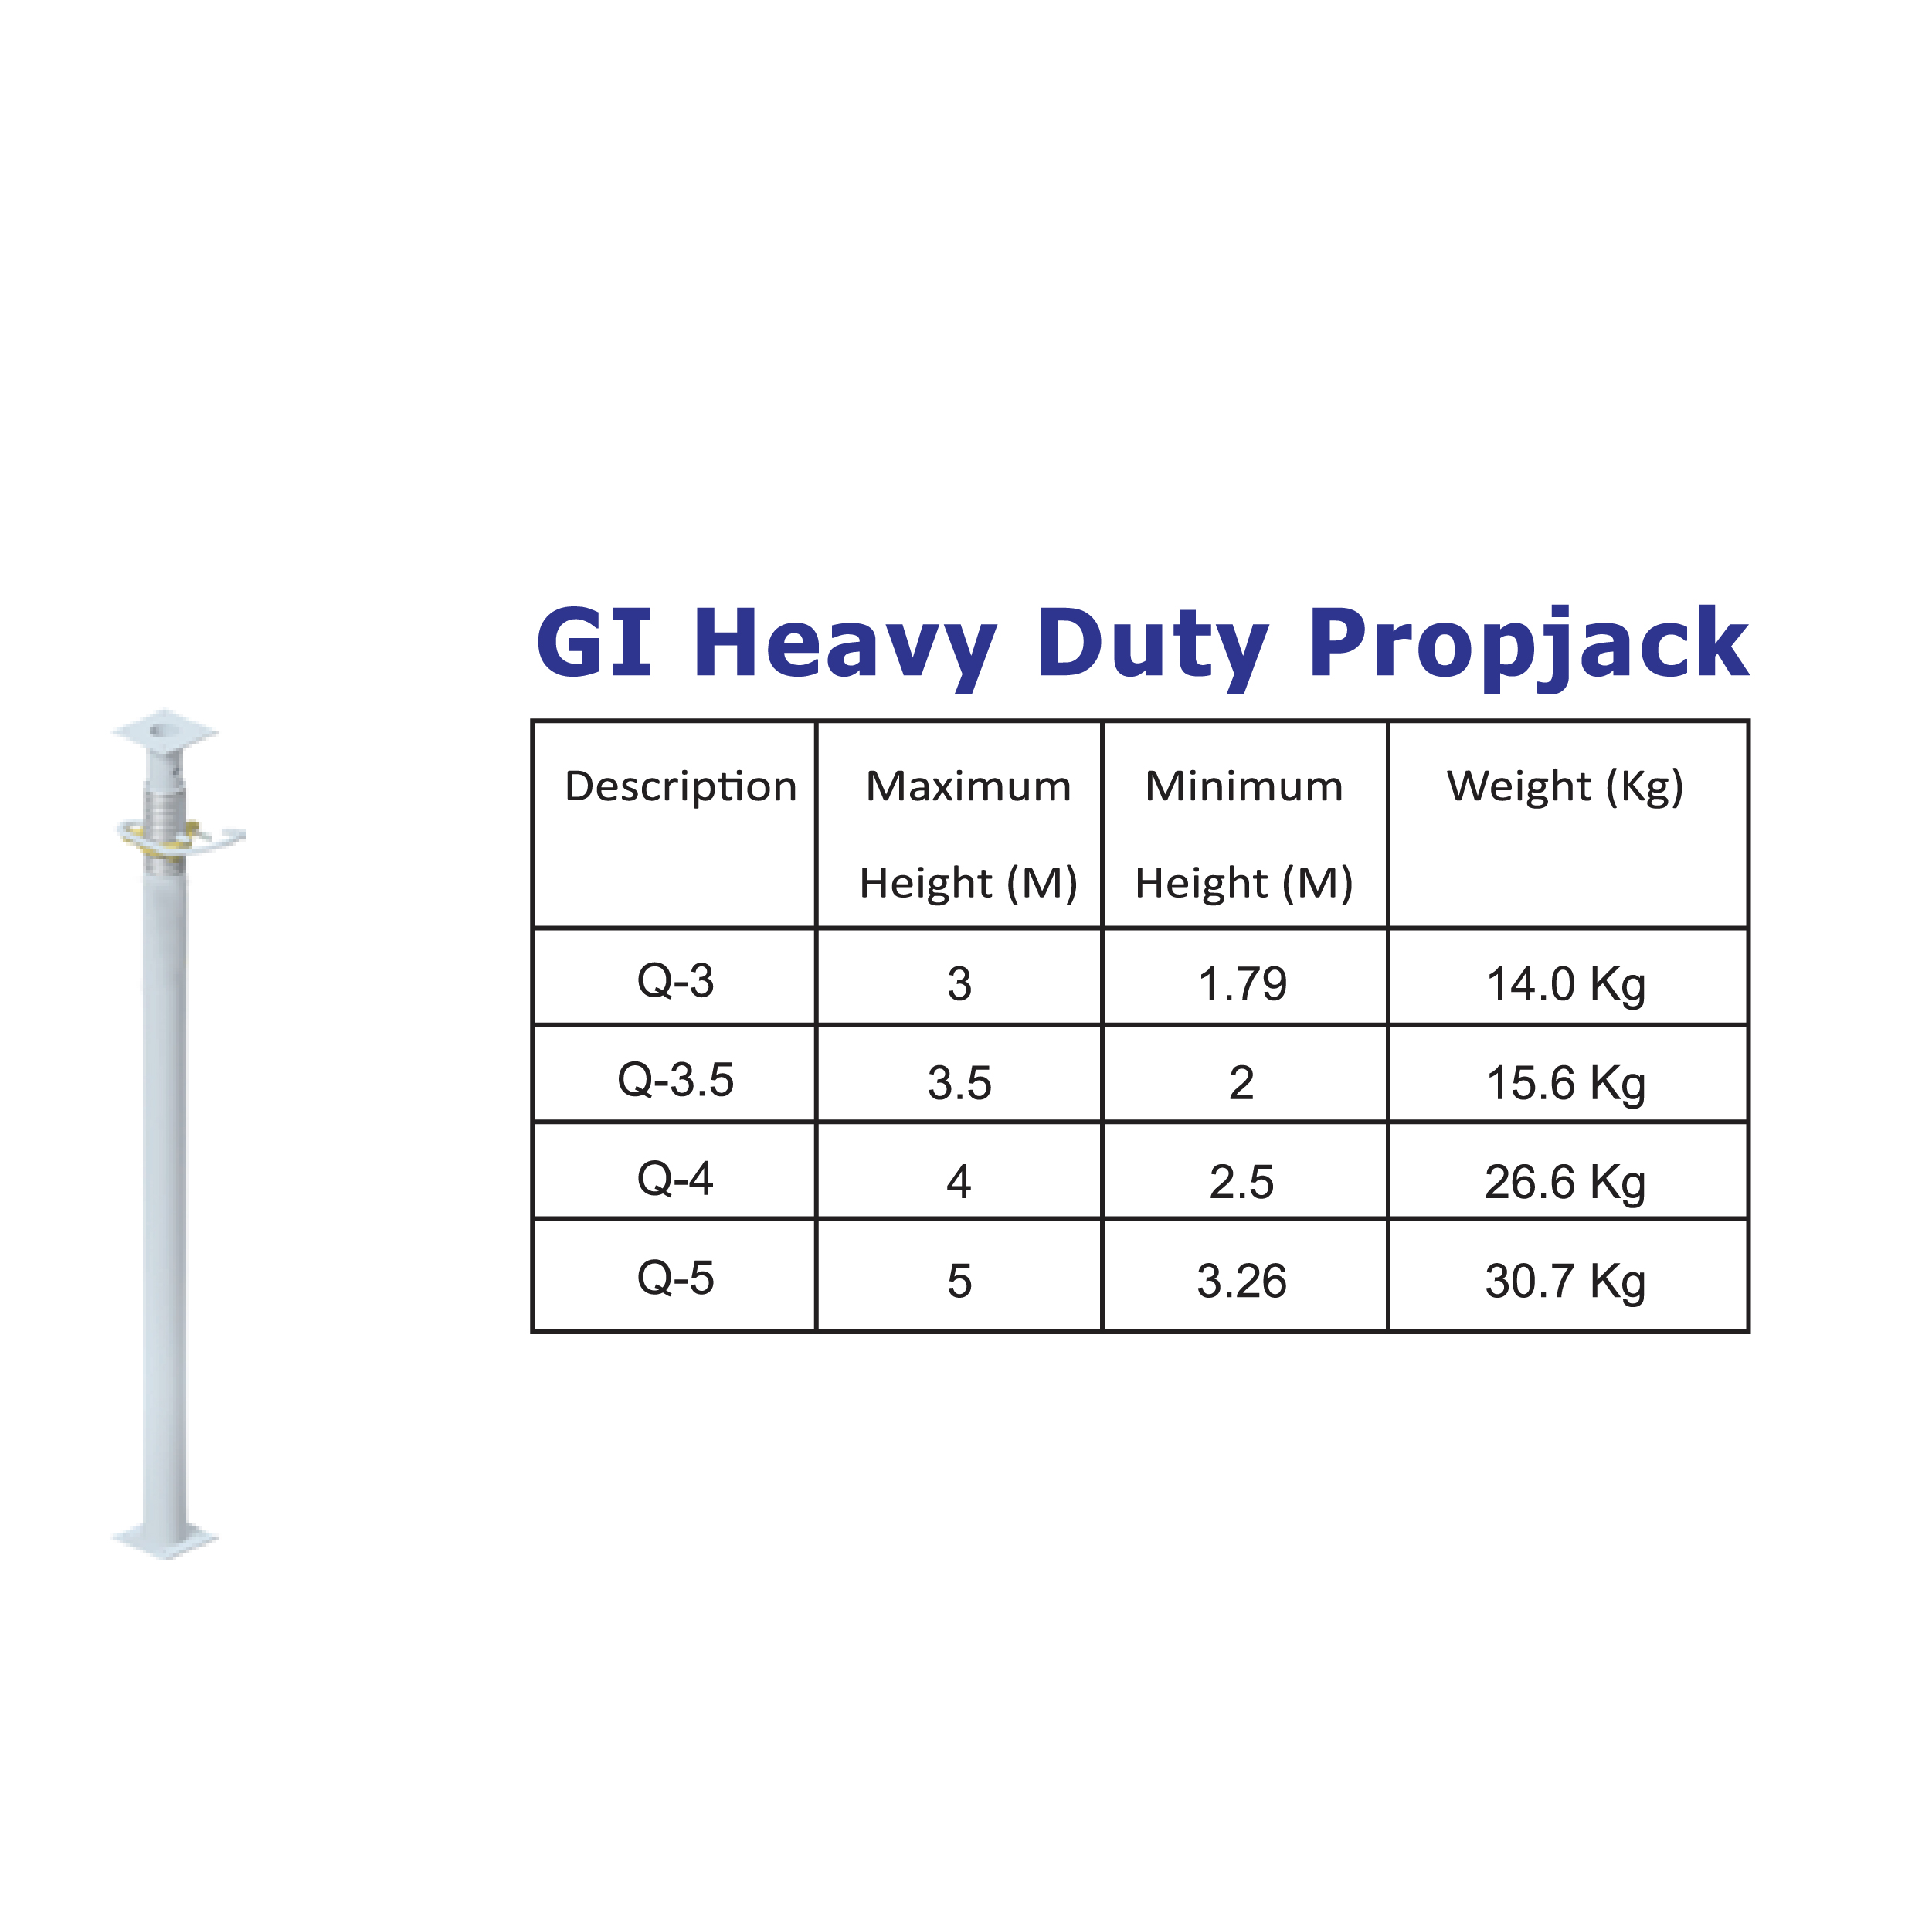 GI Heavy Duty Propjack
Description Maximum Minimum Weight (Kg)
Height (M) Height (M)
Q-3 3 1.79 14.0 Kg
Q-3.5 3.5 2 15.6 Kg
Q-4 4 2.5 26.6 Kg
Q-5 5 3.26 30.7 Kg